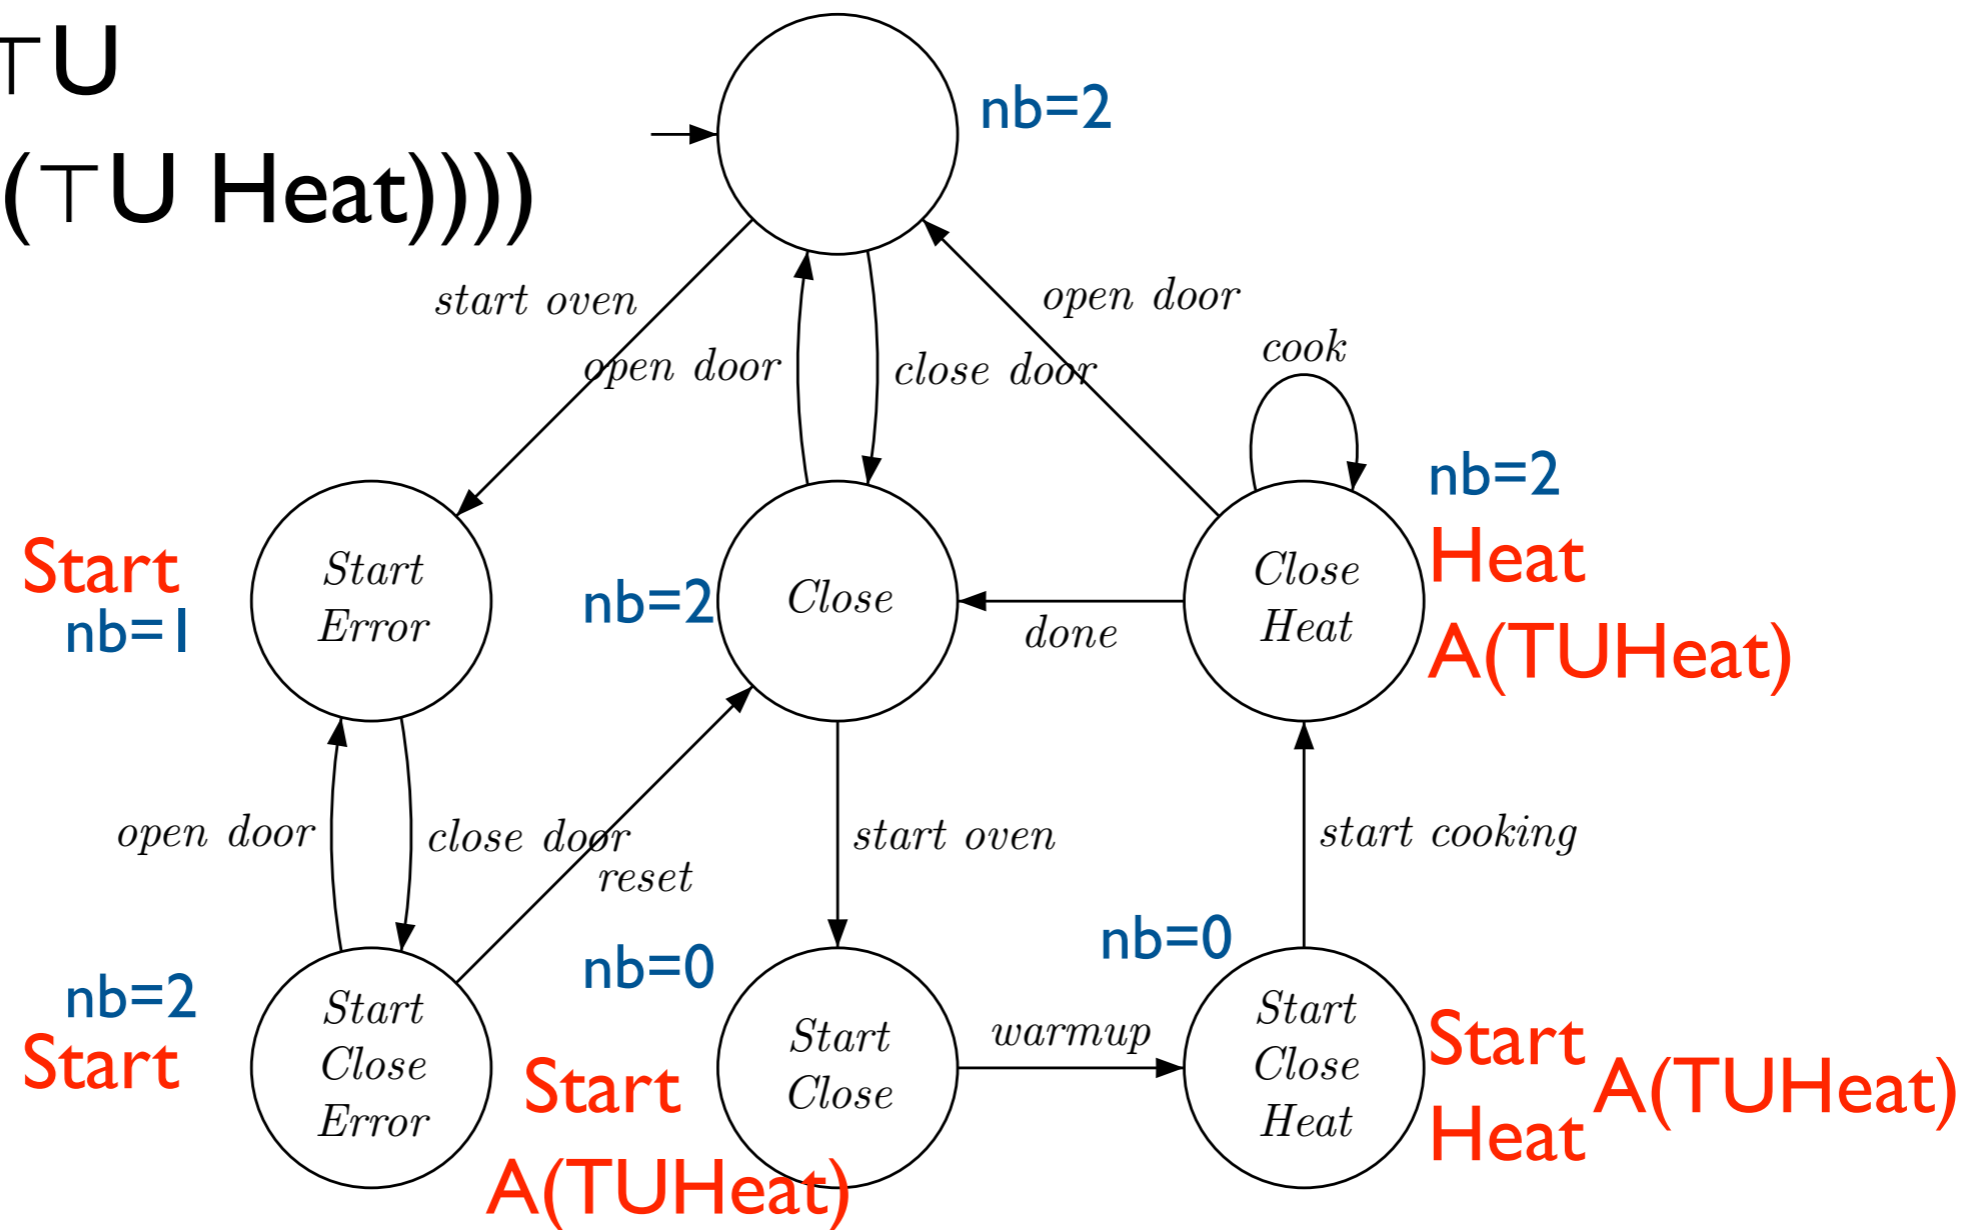 ⊤U
(⊤U Heat))))
nb=2
start oven
open door
open door
close door
cook
nb=2
Heat
A(TUHeat)
Start
nb=1
Start
Error
nb=2
Close
done
Close
Heat
open door
close door
reset
start oven
start cooking
nb=2
Start
Start
Close
Error
nb=0
Start
A(TUHeat)
Start
Close
warmup
nb=0
Start
Close
Heat
Start
Heat
A(TUHeat)